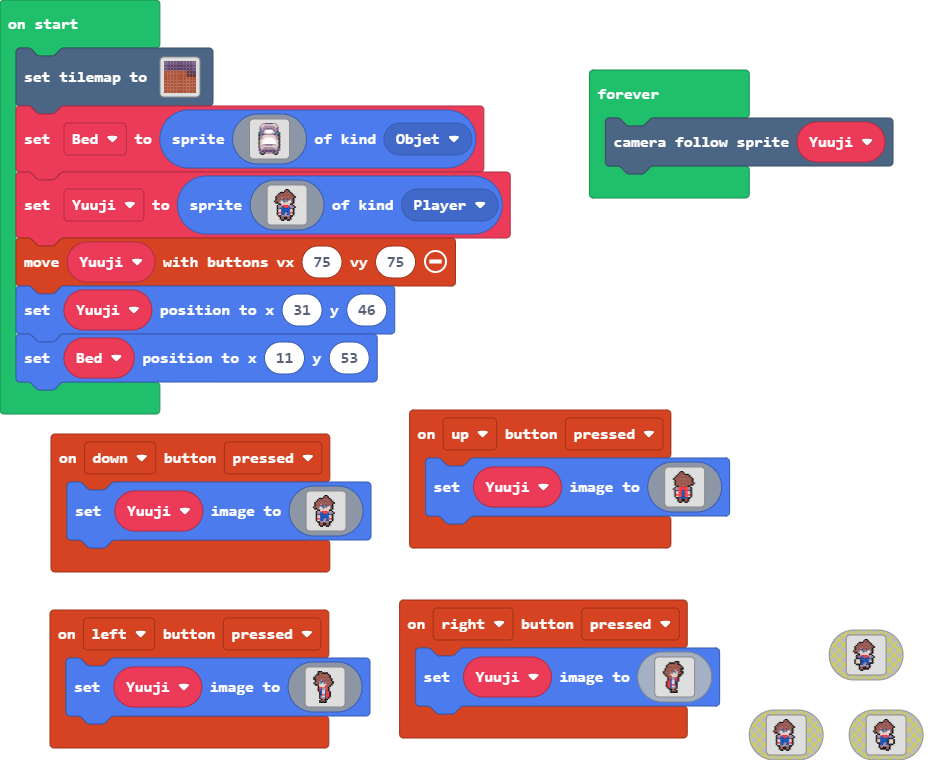 on start
set tilemap to
set Bed to sprite of kind Objet
set Yuuji to sprite of kind Player
move Yuuji with buttons vx 75 vy 75
set Yuuji position to x 31 y 46
set Bed position to x 11 y 53
forever
camera follow sprite Yuuji
on down button pressed
set Yuuji image to
on up button pressed
set Yuuji image to
on left button pressed
set Yuuji image to
on right button pressed
set Yuuji image to